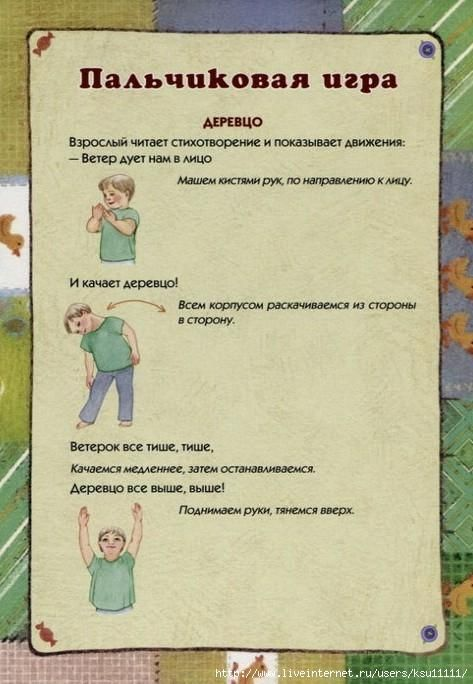 Пальчиковая игра
ДЕРЕВЦО
Взрослый читает стихотворение и показывает движения:
— Ветер дует нам в лицо
Машем кистями рук, по направлению к лицу.
И качает деревцо!
Всем корпусом раскачиваемся из стороны
в сторону.
Ветерок все тише, тише,
Качаемся медленнее, затем останавливаемся.
Деревцо все выше, выше!
Поднимаем руки, тянемся вверх.
http://www.liveinternet.ru/users/ksu11111/